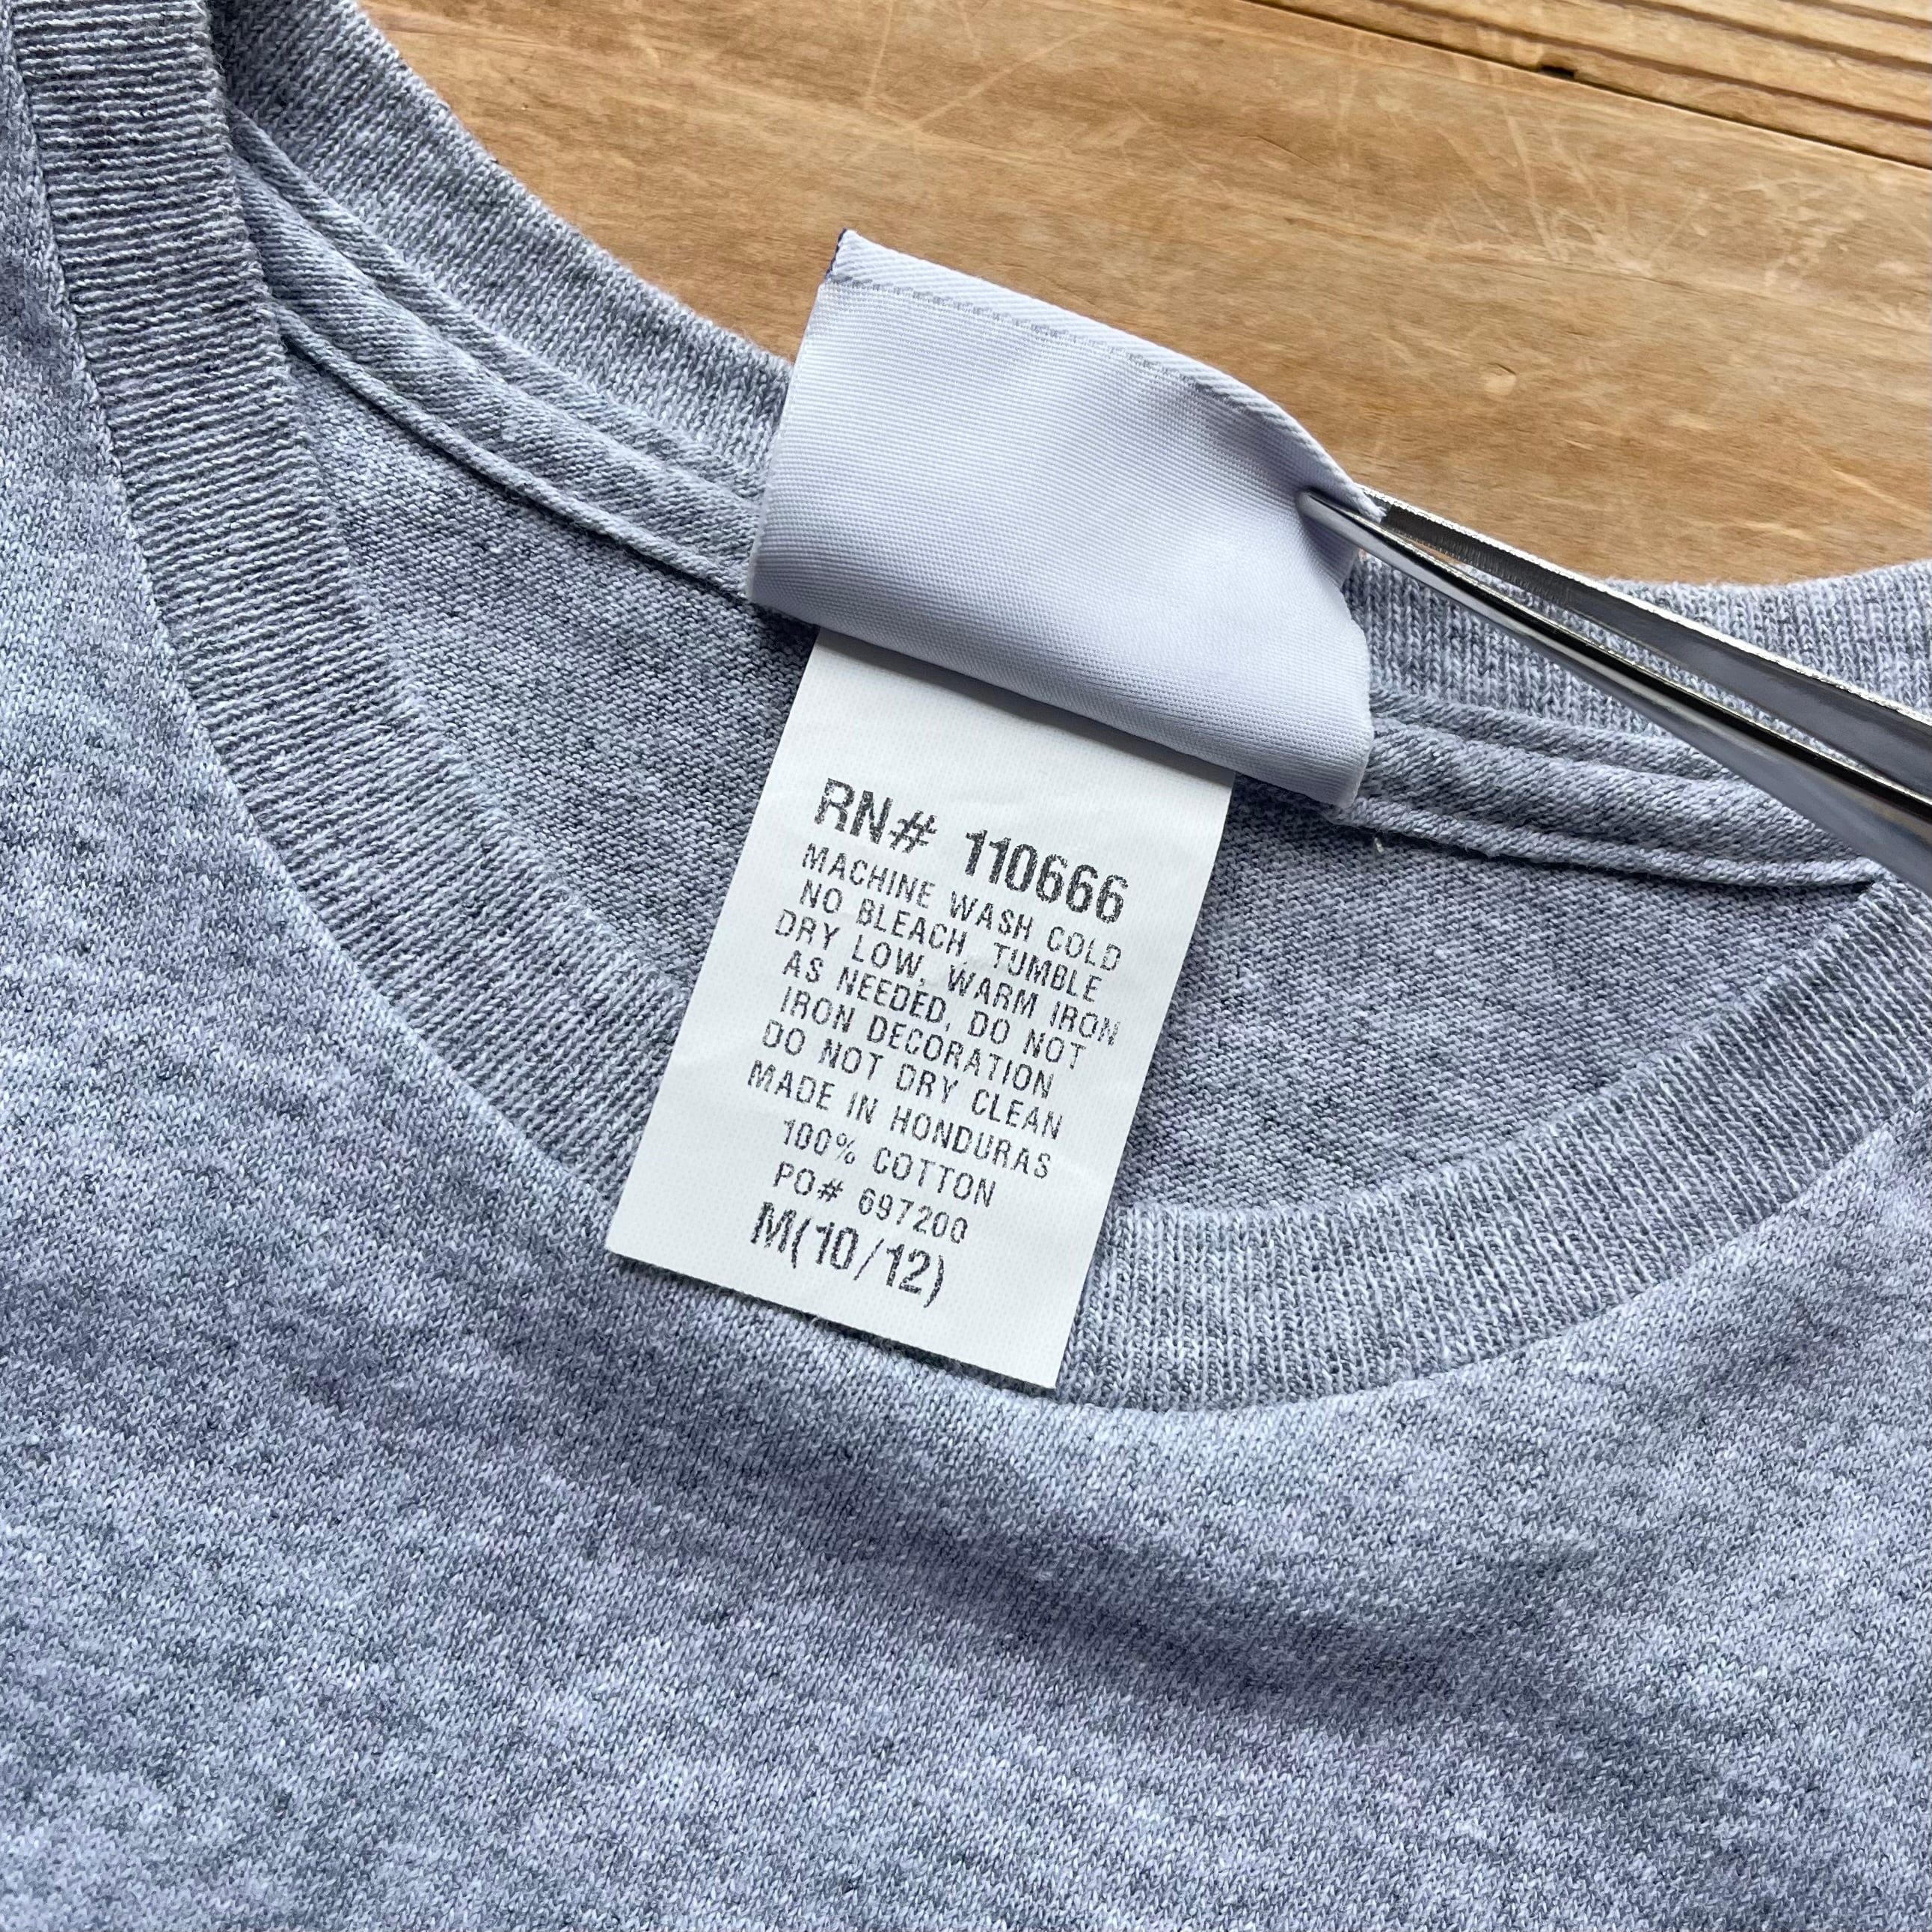 RN# 110666
MACHINE WASH COLD
NO BLEACH, TUMBLE
DRY LOW, WARM IRON
AS NEEDED, DO NOT
IRON DECORATION
DO NOT DRY CLEAN
MADE IN HONDURAS
100% COTTON
PO# 697200
M(10/12)